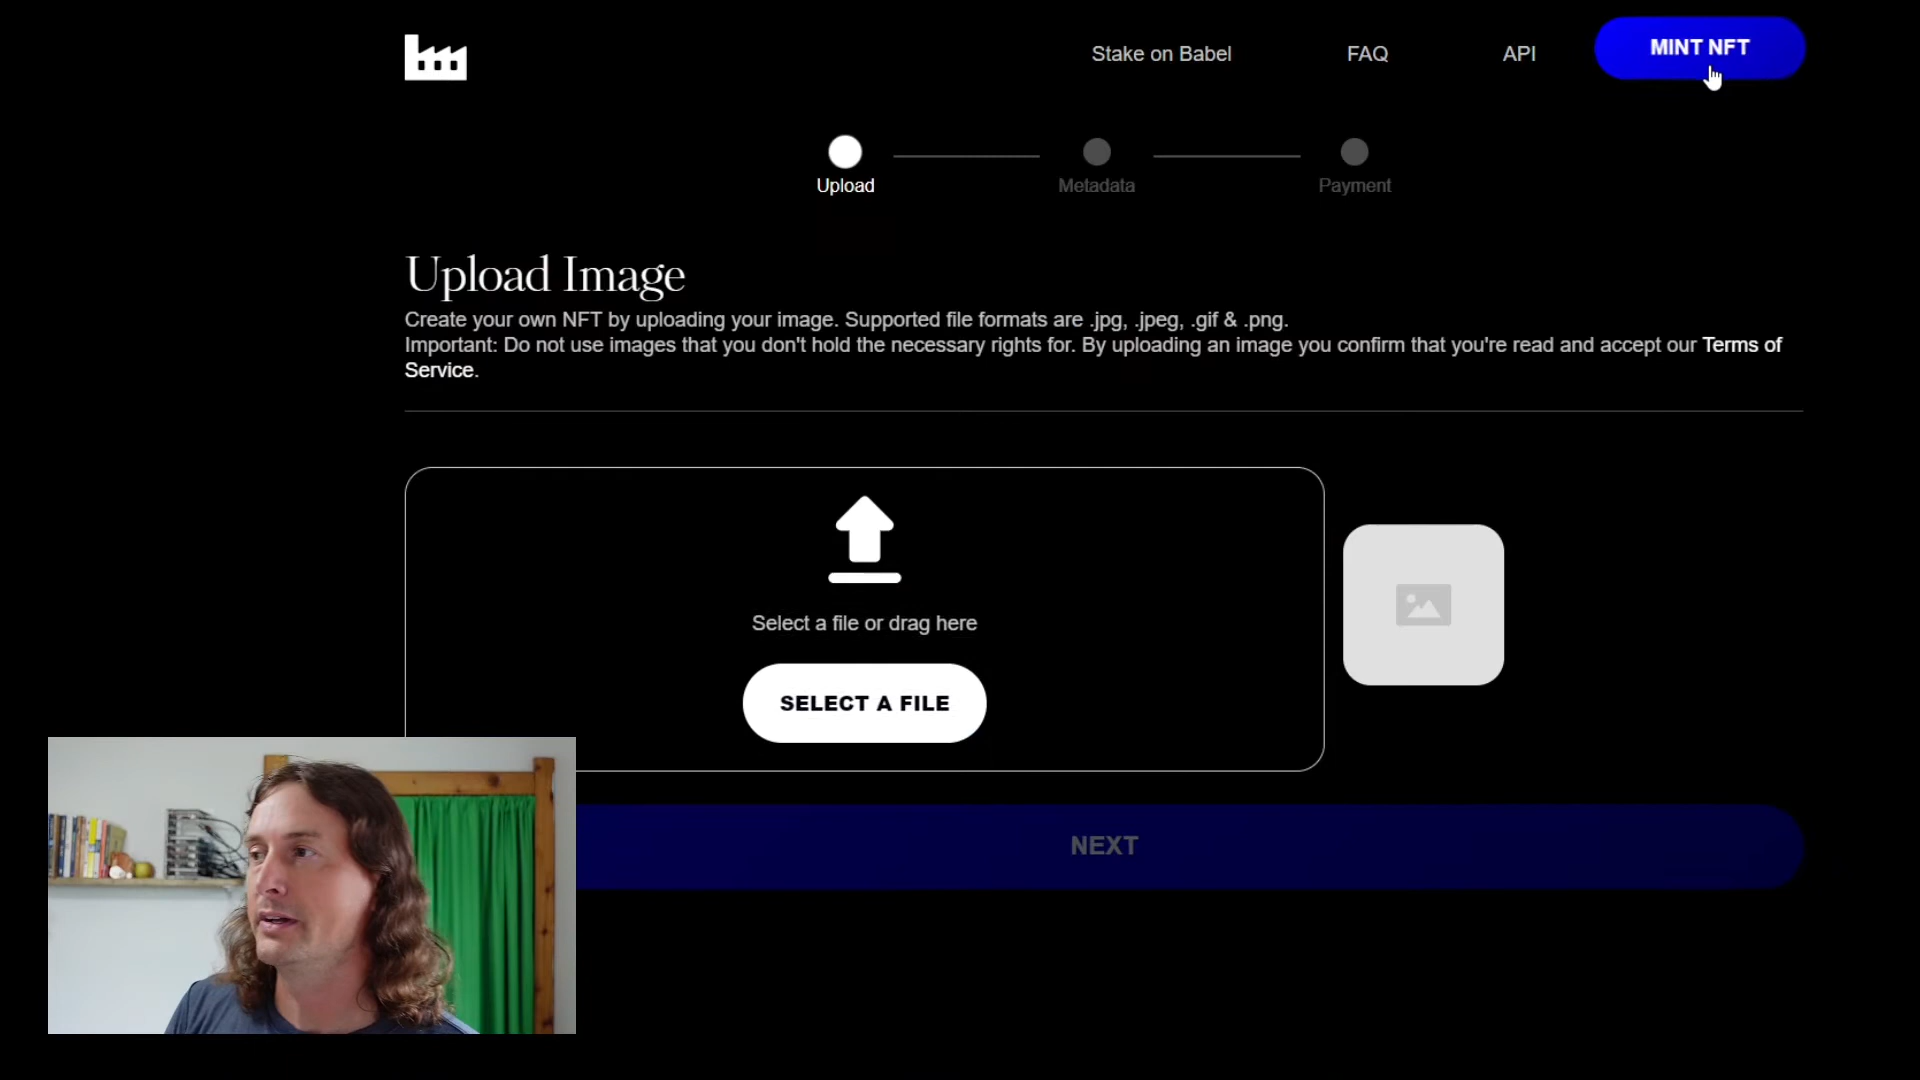 Stake on Babel
FAQ
API
MINT NFT
Upload
Metadata
Payment
Upload Image
Create your own NFT by uploading your image. Supported file formats are .jpg, .jpeg, .gif & .png.
Important: Do not use images that you don't hold the necessary rights for. By uploading an image you confirm that you're read and accept our Terms of
Service.
Select a file or drag here
SELECT A FILE
NEXT